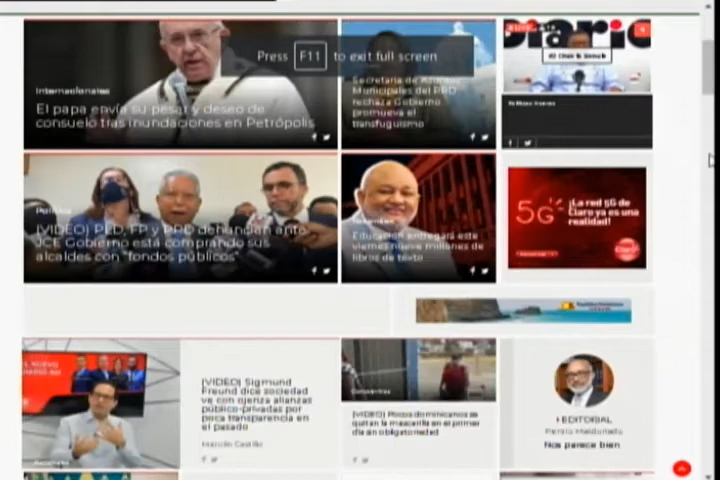 Press F11 to exit full screen
Internacionales
El papa envía su pesar y deseo de
consuelo tras inundaciones en Petrópolis
Municipales del PRD
rechaza Gobierno
promueva el
transfuguismo
Diario
Política
(VIDEO) PLD, FP y PRD denuncian ante
JCE Gobierno está comprando sus
alcaldes con "fondos públicos"
Educación entregará este
viernes nueve millones de
libros de texto
5G
¡La red 5G de
Claro ya es una
realidad!
(VIDEO) Sigmund
Freund dice sociedad
ve con ojeriza alianzas
público-privadas por
poca transparencia en
el pasado
Manolin Castillo
(VIDEO) Pocos dominicanos se
quitan la mascarilla en el primer
día sin obligatoriedad
EDITORIAL
Persio Maldonado
Nos parece bien